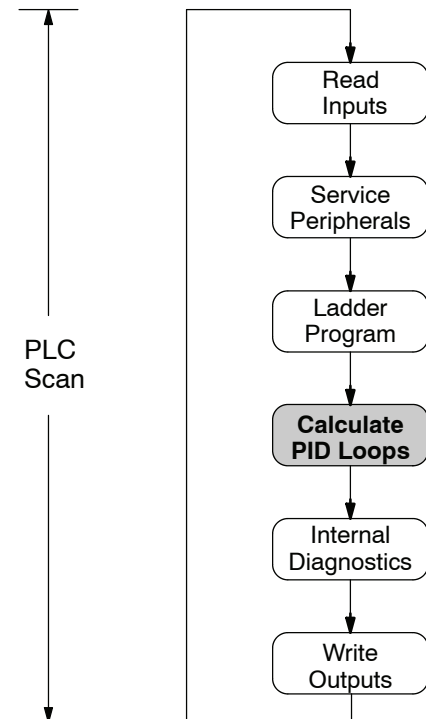 Read
Inputs
Service
Peripherals
Ladder
Program
PLC
Scan
Calculate
PID Loops
Internal
Diagnostics
Write
Outputs